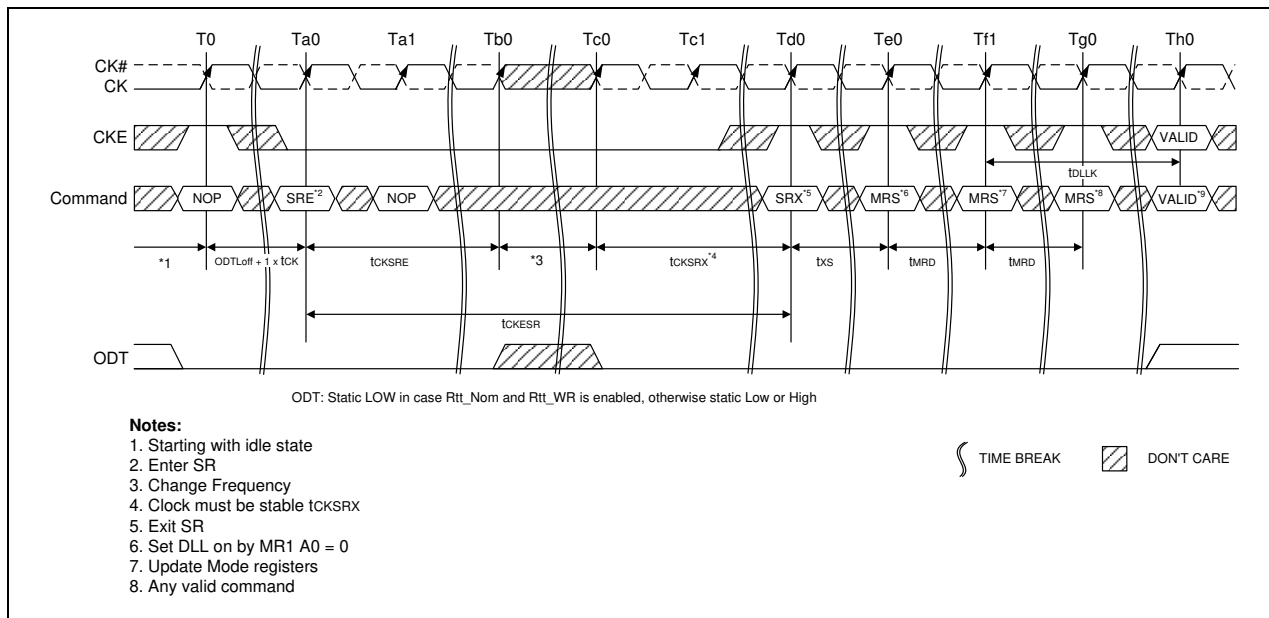 T0 Ta0 Ta1 Tb0 Tc0 Tc1 Td0 Te0 Tf1 Tg0 Th0
CK#
CK
CKE VALID
tDLLK
Command NOP SRE*2 NOP SRX*5 MRS*6 MRS*7 MRS*8 VALID*9
*1 ODTLoff + 1 x tCK tCKSRE *3 tCKSRX*4 tXS tMRD tMRD
tCKESR
ODT
ODT: Static LOW in case Rtt_Nom and Rtt_WR is enabled, otherwise static Low or High
Notes:
1. Starting with idle state
2. Enter SR
3. Change Frequency
4. Clock must be stable tCKSRX
5. Exit SR
6. Set DLL on by MR1 A0 = 0
7. Update Mode registers
8. Any valid command
TIME BREAK DON'T CARE